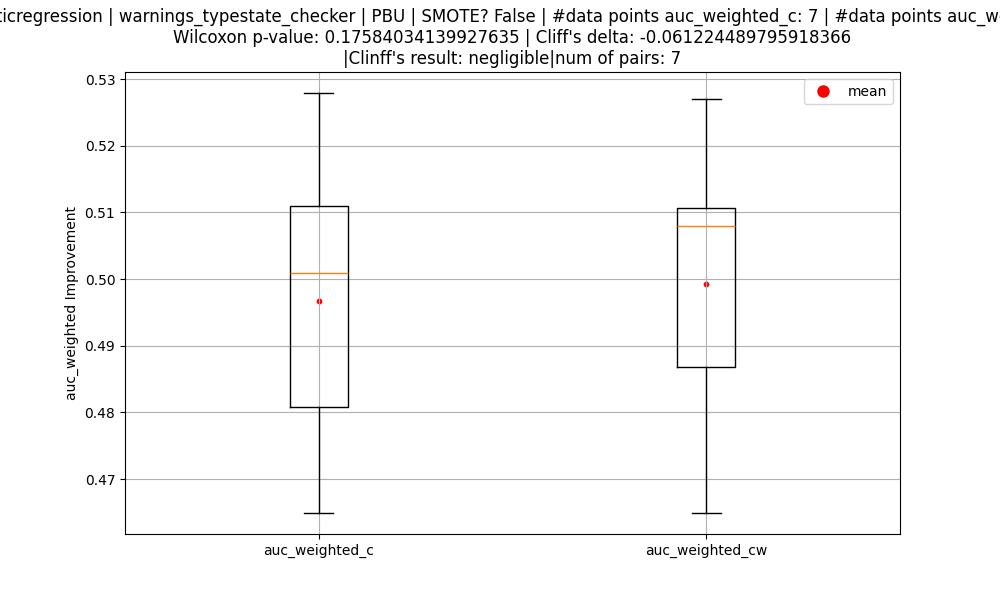 | warnings_typestate_checker | PBU | SMOTE? False | #data points auc_weighted_c: 7 | #data points
Wilcoxon p-value: 0.17584034139927635 | Cliff's delta: -0.061224489795918366
|Clinff's result: negligible|num of pairs: 7
mean
0.53
0.52
0.51
0.50
0.49
0.48
0.47
auc_weighted Improvement
auc_weighted_c
auc_weighted_cw